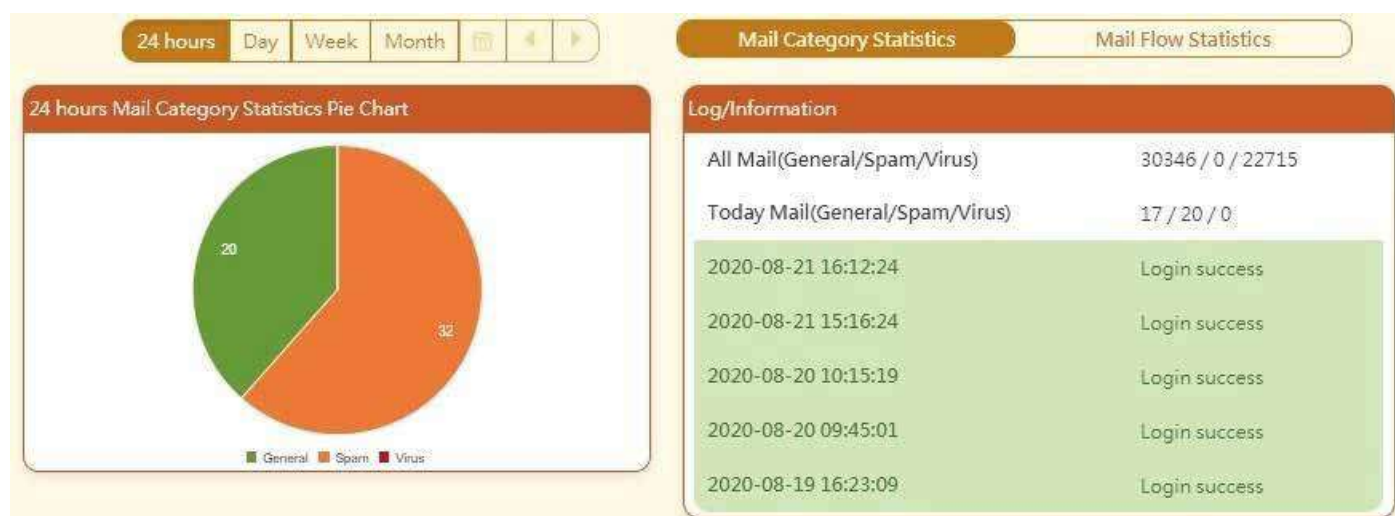 24 hours Day Week Month
Mail Category Statistics Mail Flow Statistics
24 hours Mail Category Statistics Pie Chart
20
32
General Spam Virus
Log/Information
All Mail(General/Spam/Virus) 30346 / 0 / 22715
Today Mail(General/Spam/Virus) 17 / 20 / 0
2020-08-21 16:12:24 Login success
2020-08-21 15:16:24 Login success
2020-08-20 10:15:19 Login success
2020-08-20 09:45:01 Login success
2020-08-19 16:23:09 Login success